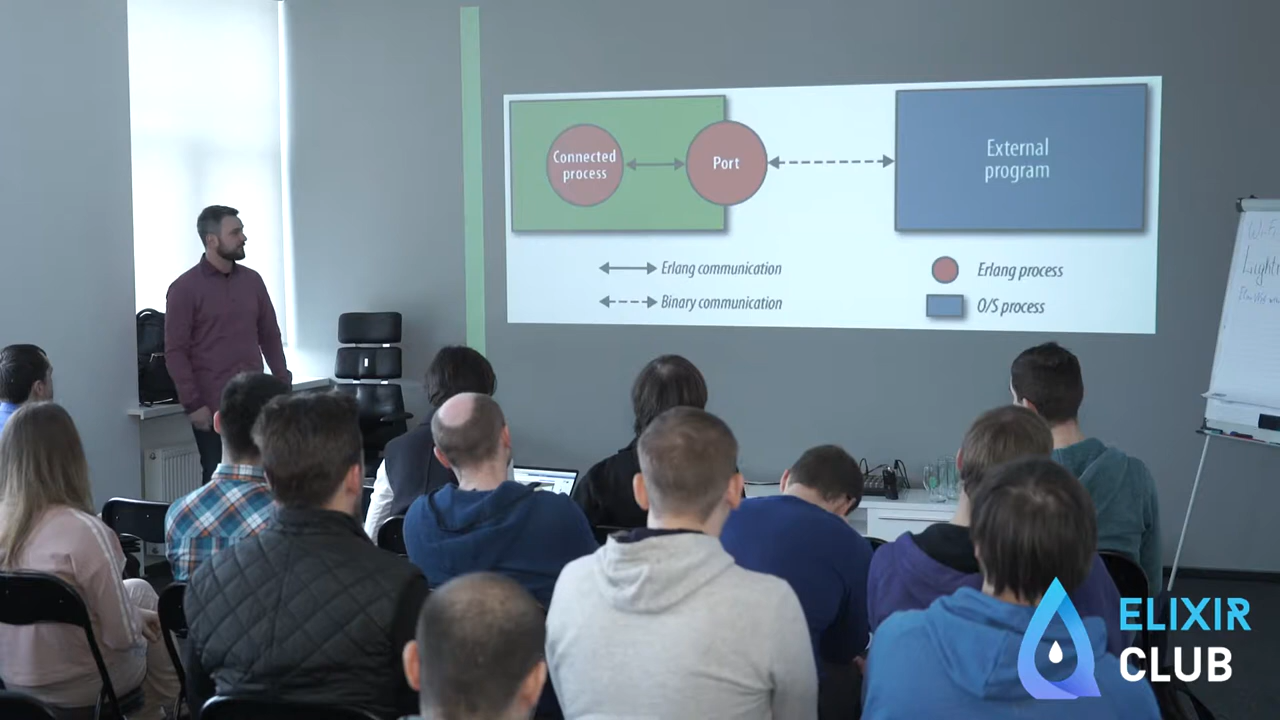 Connected
process
Port
External
program
Erlang communication
Erlang process
Binary communication
O/S process
ELIXIR
CLUB